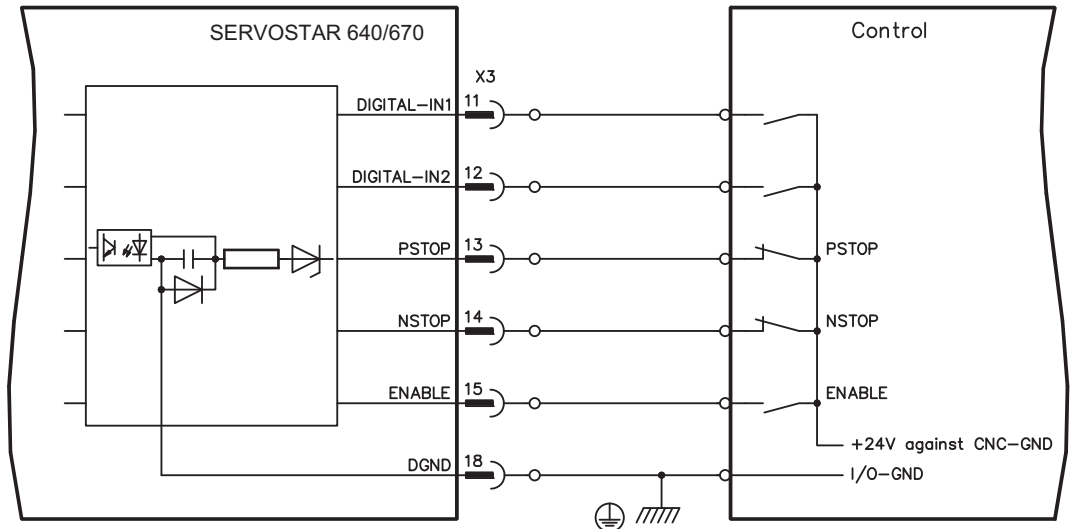 SERVOSTAR 640/670
Control
X3
DIGITAL-IN1 11
DIGITAL-IN2 12
PSTOP 13 PSTOP
NSTOP 14 NSTOP
ENABLE 15 ENABLE
+24V against CNC-GND
DGND 18 I/O-GND